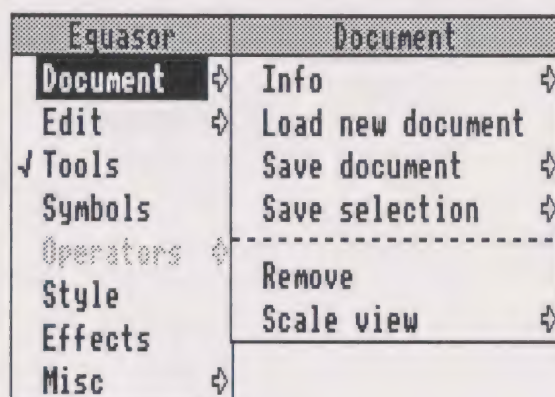 Equasor
Document
Edit
√ Tools
Symbols
Operators
Style
Effects
Misc
Document
Info
Load new document
Save document
Save selection
Remove
Scale view